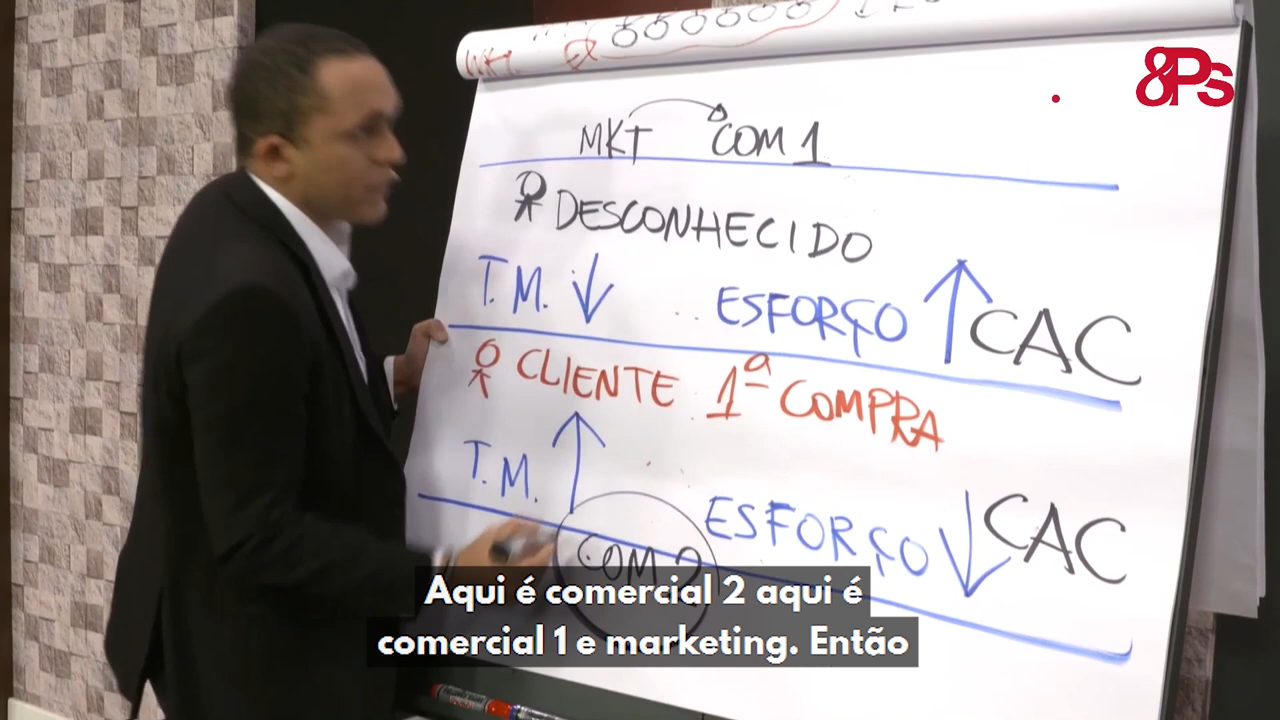 8Ps
MKT COM 1
DESCONHECIDO
T.M. ESFORÇO CAC
CLIENTE 1ª COMPRA
T.M.
ESFORÇO CAC
COM 2
Aqui é comercial 2 aqui é
comercial 1 e marketing. Então